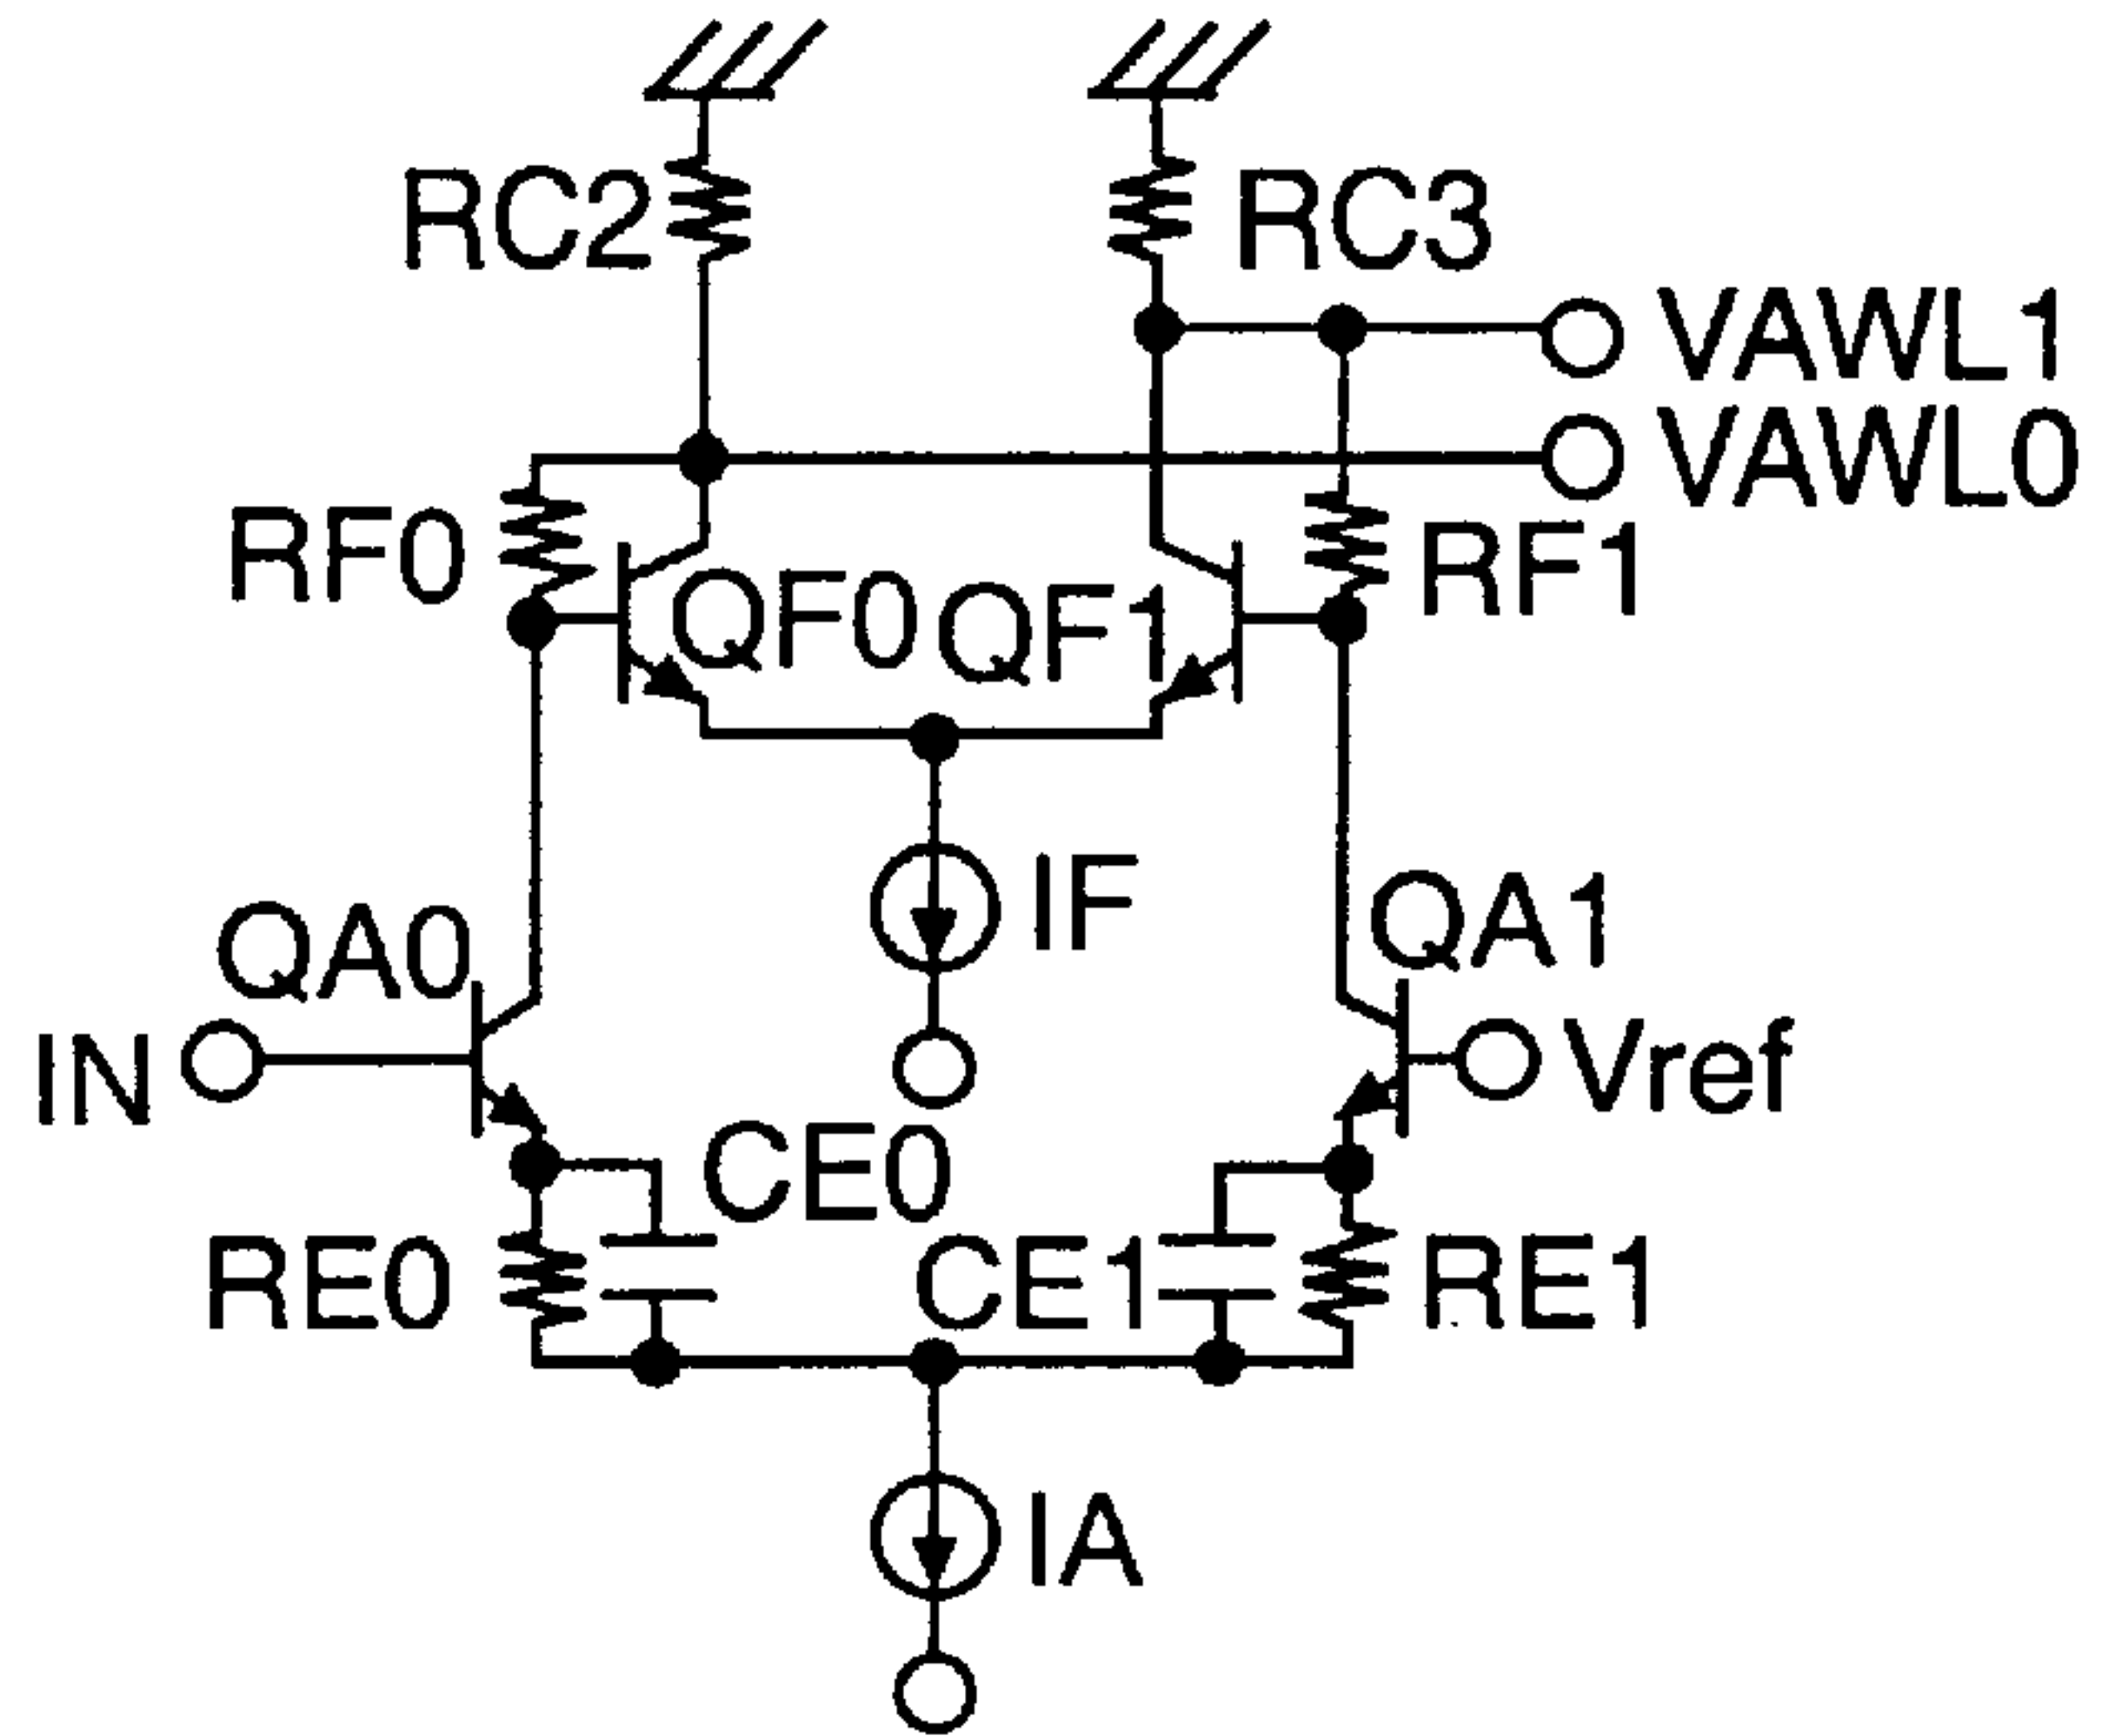 RC2
RC3
VAWL1
VAWL0
RF0
QF0
QF1
RF1
IF
QA0
QA1
IN
Vref
CE0
RE0
CE1
RE1
IA